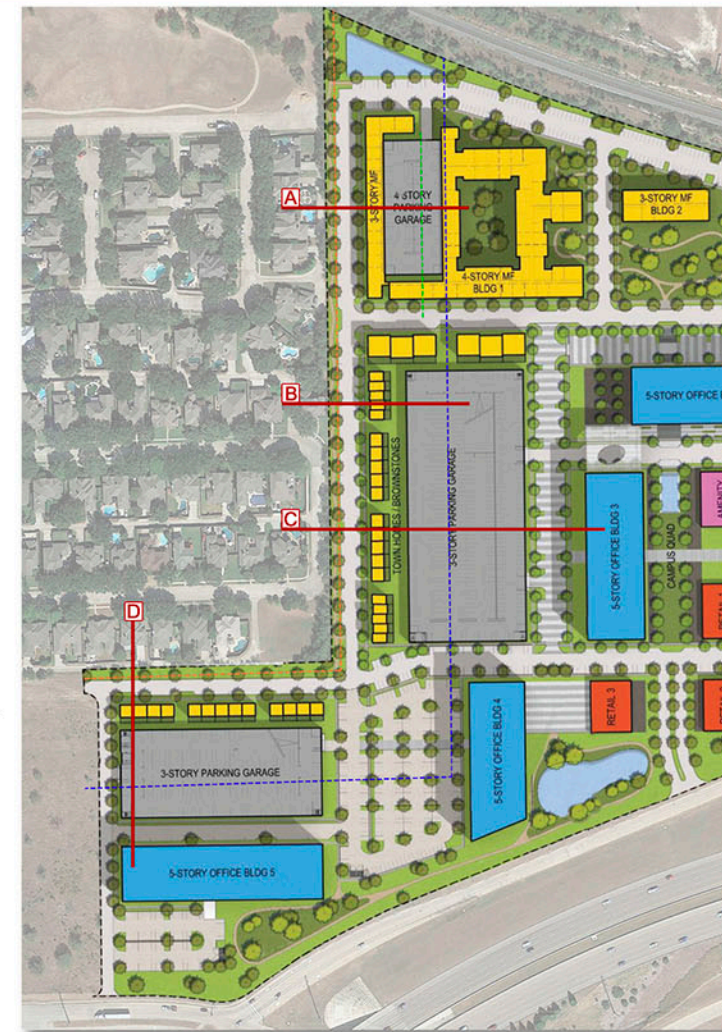 A
3-STORY MF
4-STORY
PARKING
GARAGE
4-STORY MF
BLDG 1
3-STORY MF
BLDG 2
B
5-STORY OFFICE
TOWN HOMES / BROWNSTONES
3-STORY PARKING GARAGE
C
5-STORY OFFICE BLDG 3
CAMPUS QUAD
AMENITY
D
5-STORY OFFICE BLDG 4
RETAIL 3
3-STORY PARKING GARAGE
5-STORY OFFICE BLDG 5